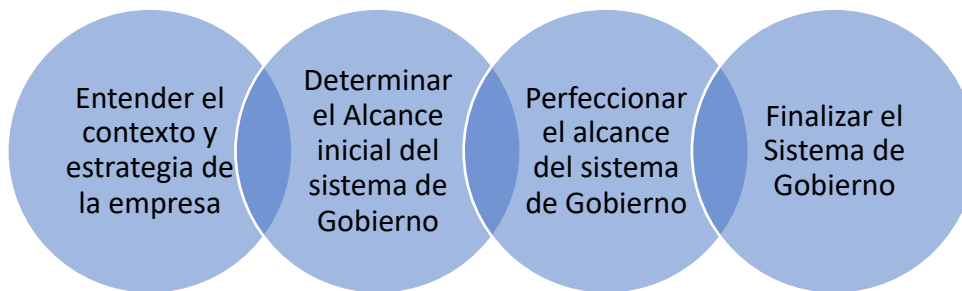 Entender el
contexto y
estrategia de
la empresa
Determinar
el Alcance
inicial del
sistema de
Gobierno
Perfeccionar
el alcance
del sistema
de Gobierno
Finalizar el
Sistema de
Gobierno